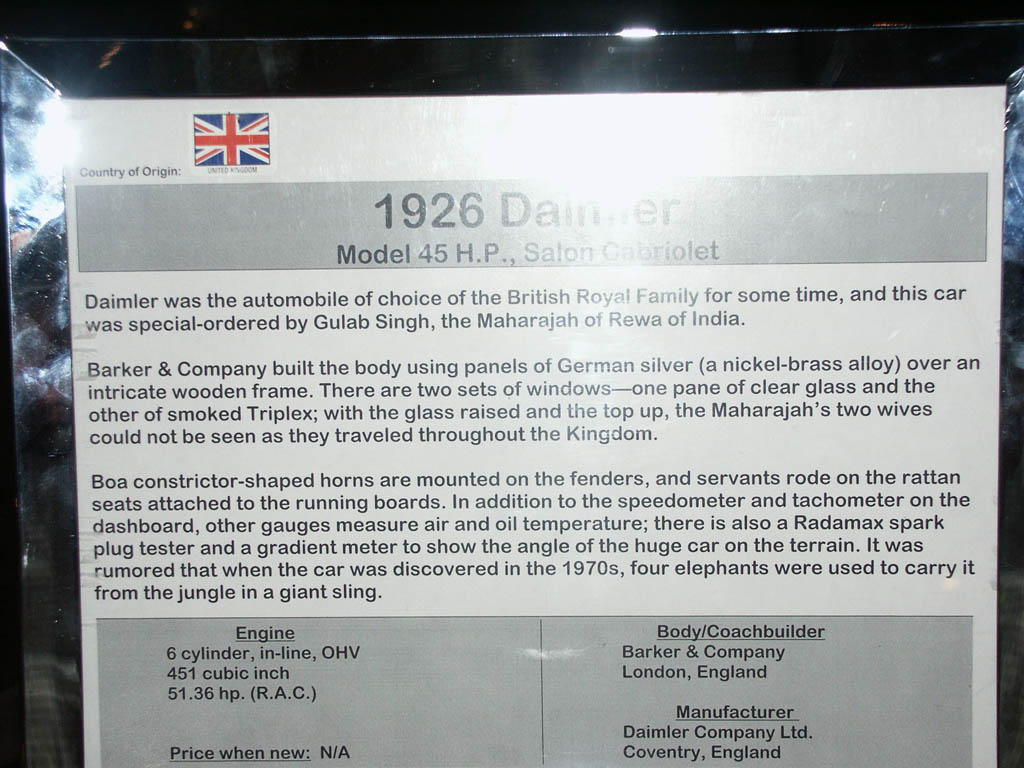 Country of Origin:
UNITED KINGDOM
1926 Daimler
Model 45 H.P., Salon Cabriolet
Daimler was the automobile of choice of the British Royal Family for some time, and this car
was special-ordered by Gulab Singh, the Maharajah of Rewa of India.
Barker & Company built the body using panels of German silver (a nickel-brass alloy) over an
intricate wooden frame. There are two sets of windows—one pane of clear glass and the
other of smoked Triplex; with the glass raised and the top up, the Maharajah's two wives
could not be seen as they traveled throughout the Kingdom.
Boa constrictor-shaped horns are mounted on the fenders, and servants rode on the rattan
seats attached to the running boards. In addition to the speedometer and tachometer on the
dashboard, other gauges measure air and oil temperature; there is also a Radamax spark
plug tester and a gradient meter to show the angle of the huge car on the terrain. It was
rumored that when the car was discovered in the 1970s, four elephants were used to carry it
from the jungle in a giant sling.
Engine
6 cylinder, in-line, OHV
451 cubic inch
51.36 hp. (R.A.C.)
Price when new: N/A
Body/Coachbuilder
Barker & Company
London, England
Manufacturer
Daimler Company Ltd.
Coventry, England